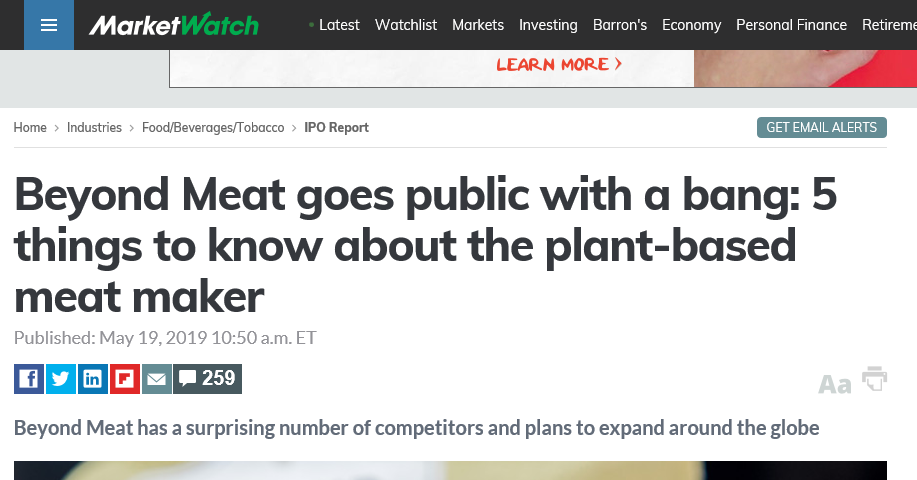 MarketWatch
Latest Watchlist Markets Investing Barron's Economy Personal Finance
LEARN MORE >
Home > Industries > Food/Beverages/Tobacco > IPO Report
GET EMAIL ALERTS
Beyond Meat goes public with a bang: 5
things to know about the plant-based
meat maker
Published: May 19, 2019 10:50 a.m. ET
259
Aa
Beyond Meat has a surprising number of competitors and plans to expand around the globe